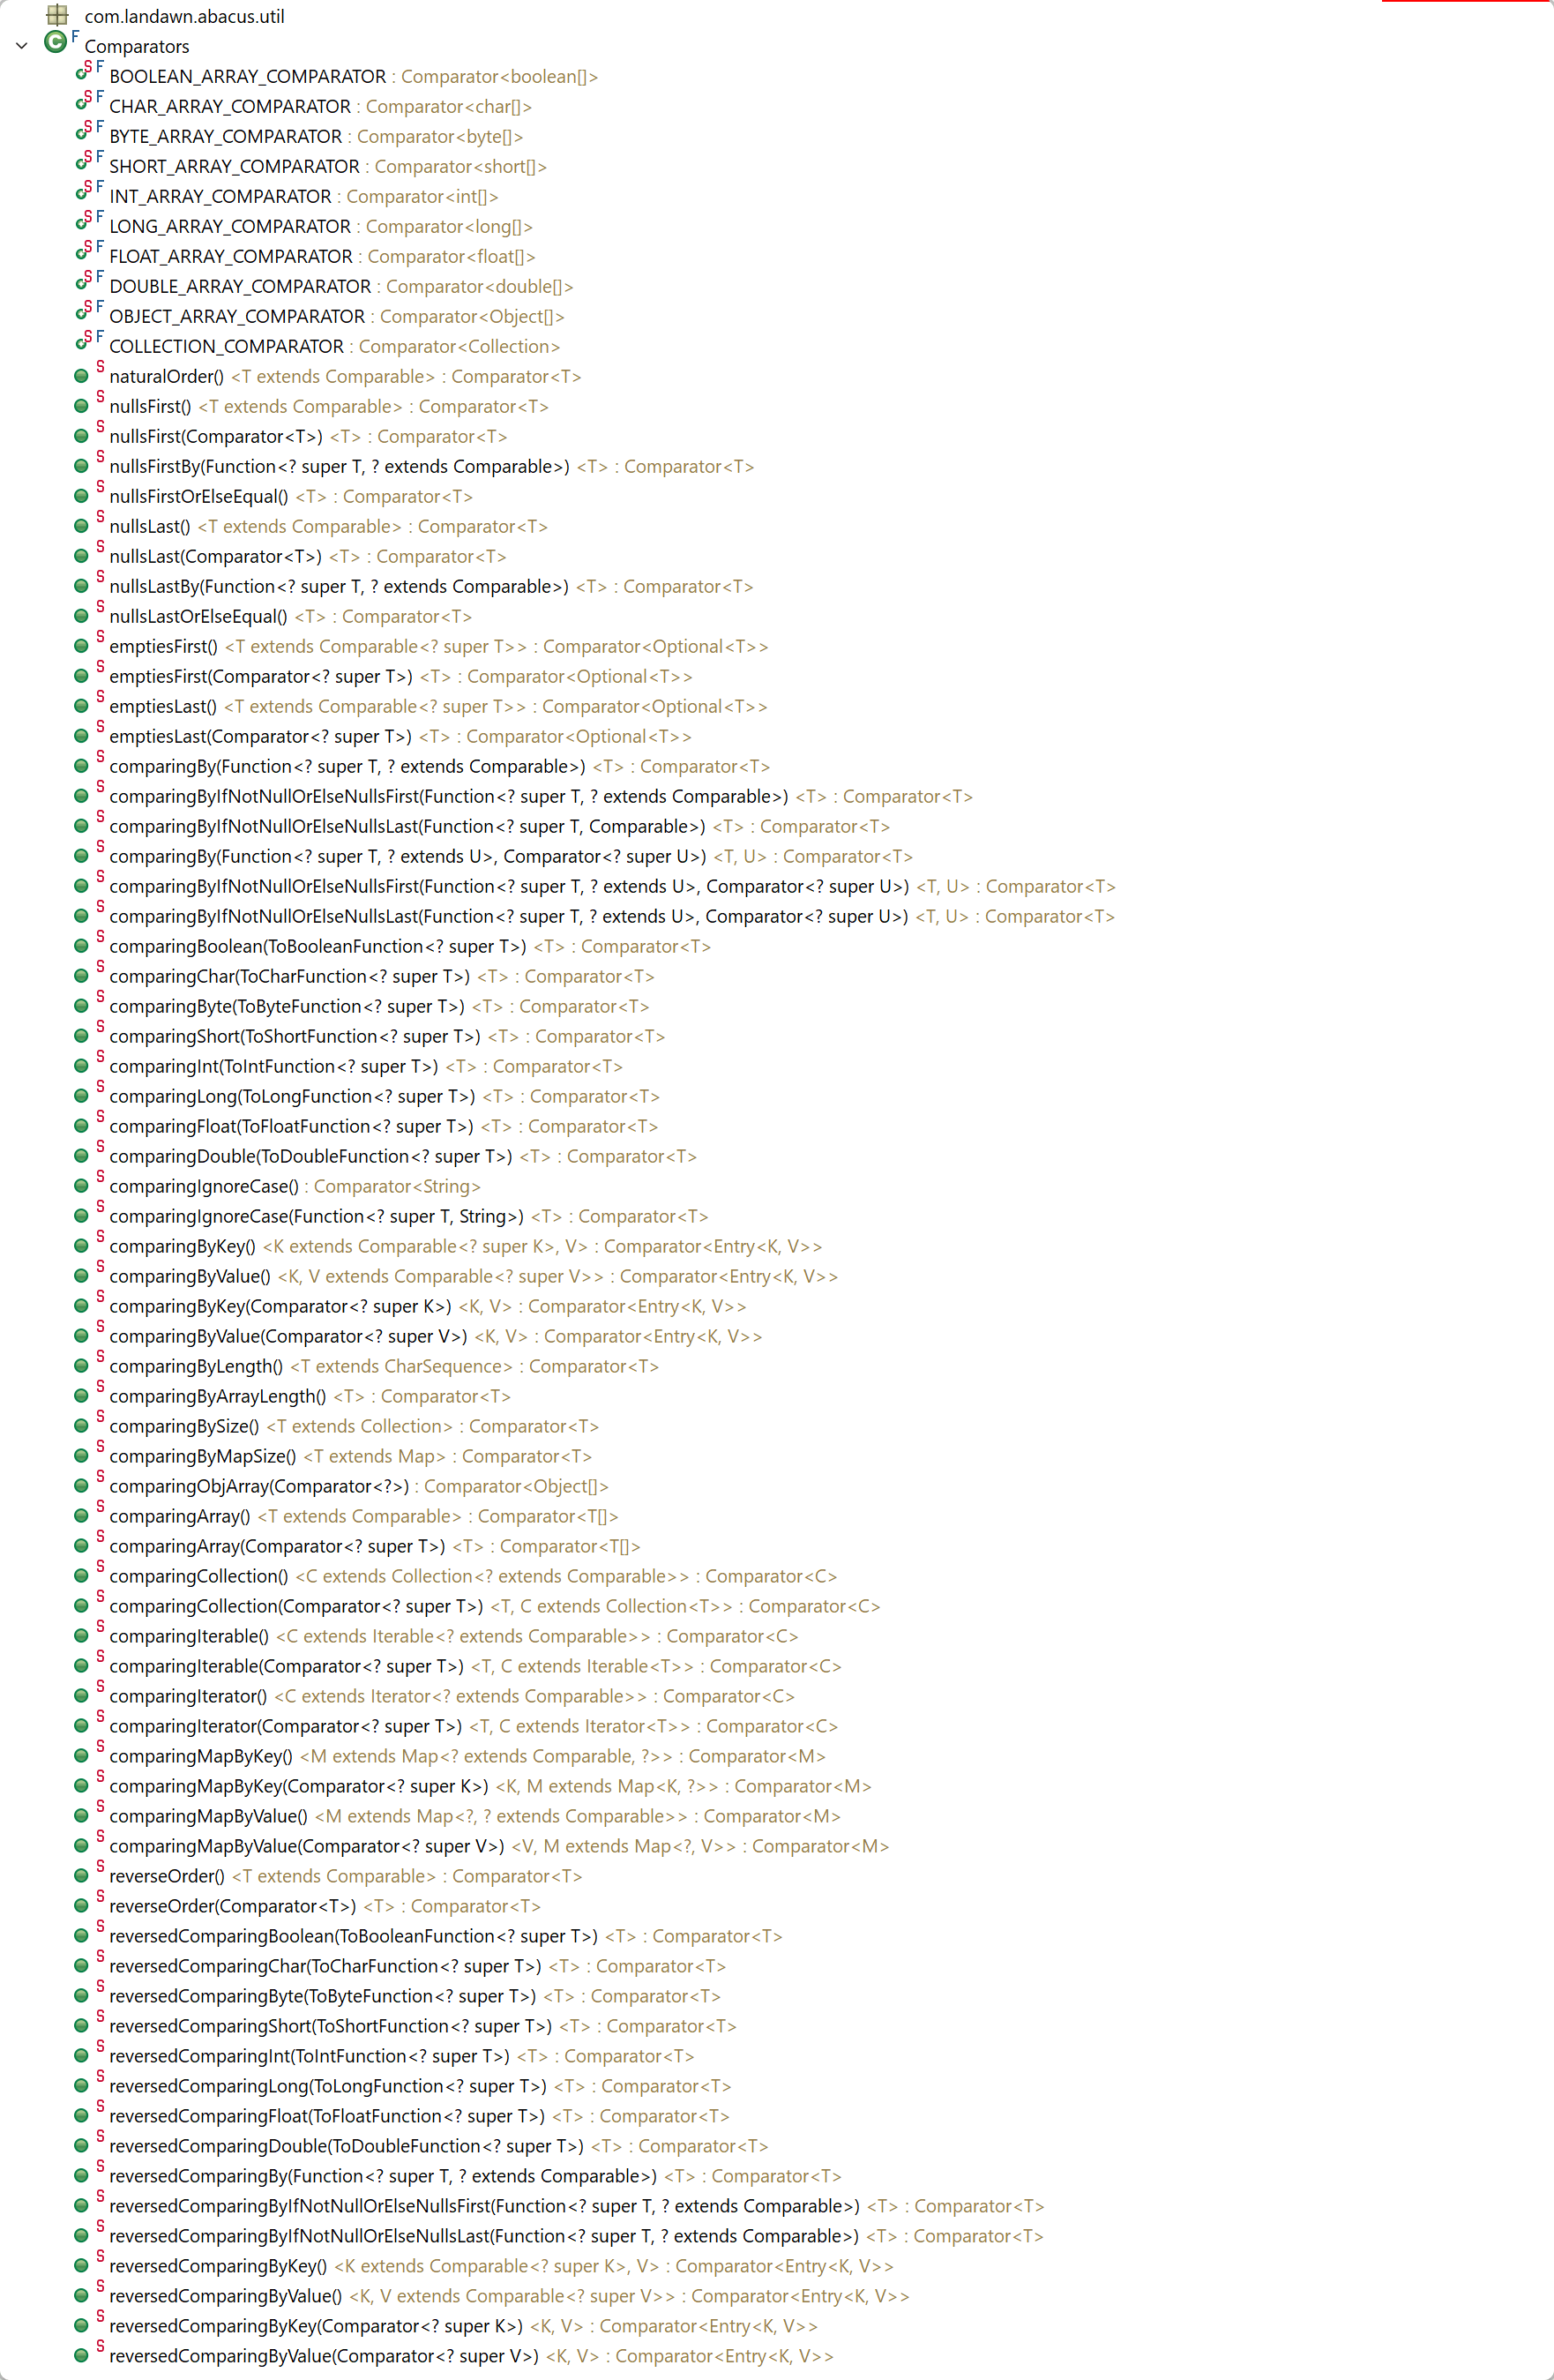 com.landawn.abacus.util
Comparators
BOOLEAN_ARRAY_COMPARATOR : Comparator<boolean[]>
CHAR_ARRAY_COMPARATOR : Comparator<char[]>
BYTE_ARRAY_COMPARATOR : Comparator<byte[]>
SHORT_ARRAY_COMPARATOR : Comparator<short[]>
INT_ARRAY_COMPARATOR : Comparator<int[]>
LONG_ARRAY_COMPARATOR : Comparator<long[]>
FLOAT_ARRAY_COMPARATOR : Comparator<float[]>
DOUBLE_ARRAY_COMPARATOR : Comparator<double[]>
OBJECT_ARRAY_COMPARATOR : Comparator<Object[]>
COLLECTION_COMPARATOR : Comparator<Collection>
naturalOrder() <T extends Comparable> : Comparator<T>
nullsFirst() <T extends Comparable> : Comparator<T>
nullsFirst(Comparator<T>) <T> : Comparator<T>
nullsFirstBy(Function<? super T, ? extends Comparable>) <T> : Comparator<T>
nullsFirstOrElseEqual() <T> : Comparator<T>
nullsLast() <T extends Comparable> : Comparator<T>
nullsLast(Comparator<T>) <T> : Comparator<T>
nullsLastBy(Function<? super T, ? extends Comparable>) <T> : Comparator<T>
nullsLastOrElseEqual() <T> : Comparator<T>
emptiesFirst() <T extends Comparable<? super T>> : Comparator<Optional<T>>
emptiesFirst(Comparator<? super T>) <T> : Comparator<Optional<T>>
emptiesLast() <T extends Comparable<? super T>> : Comparator<Optional<T>>
emptiesLast(Comparator<? super T>) <T> : Comparator<Optional<T>>
comparingBy(Function<? super T, ? extends Comparable>) <T> : Comparator<T>
comparingByIfNotNullOrElseNullsFirst(Function<? super T, ? extends Comparable>) <T> : Comparator<T>
comparingByIfNotNullOrElseNullsLast(Function<? super T, Comparable>) <T> : Comparator<T>
comparingBy(Function<? super T, ? extends U>, Comparator<? super U>) <T, U> : Comparator<T>
comparingByIfNotNullOrElseNullsFirst(Function<? super T, ? extends U>, Comparator<? super U>) <T, U> : Comparator<T>
comparingByIfNotNullOrElseNullsLast(Function<? super T, ? extends U>, Comparator<? super U>) <T, U> : Comparator<T>
comparingBoolean(ToBooleanFunction<? super T>) <T> : Comparator<T>
comparingChar(ToCharFunction<? super T>) <T> : Comparator<T>
comparingByte(ToByteFunction<? super T>) <T> : Comparator<T>
comparingShort(ToShortFunction<? super T>) <T> : Comparator<T>
comparingInt(ToIntFunction<? super T>) <T> : Comparator<T>
comparingLong(ToLongFunction<? super T>) <T> : Comparator<T>
comparingFloat(ToFloatFunction<? super T>) <T> : Comparator<T>
comparingDouble(ToDoubleFunction<? super T>) <T> : Comparator<T>
comparingIgnoreCase() : Comparator<String>
comparingIgnoreCase(Function<? super T, String>) <T> : Comparator<T>
comparingByKey() <K extends Comparable<? super K>, V> : Comparator<Entry<K, V>>
comparingByValue() <K, V extends Comparable<? super V>> : Comparator<Entry<K, V>>
comparingByKey(Comparator<? super K>) <K, V> : Comparator<Entry<K, V>>
comparingByValue(Comparator<? super V>) <K, V> : Comparator<Entry<K, V>>
comparingByLength() <T extends CharSequence> : Comparator<T>
comparingByArrayLength() <T> : Comparator<T>
comparingBySize() <T extends Collection> : Comparator<T>
comparingByMapSize() <T extends Map> : Comparator<T>
comparingObjArray(Comparator<?>) : Comparator<Object[]>
comparingArray() <T extends Comparable> : Comparator<T[]>
comparingArray(Comparator<? super T>) <T> : Comparator<T[]>
comparingCollection() <C extends Collection<? extends Comparable>> : Comparator<C>
comparingCollection(Comparator<? super T>) <T, C extends Collection<T>> : Comparator<C>
comparingIterable() <C extends Iterable<? extends Comparable>> : Comparator<C>
comparingIterable(Comparator<? super T>) <T, C extends Iterable<T>> : Comparator<C>
comparingIterator() <C extends Iterator<? extends Comparable>> : Comparator<C>
comparingIterator(Comparator<? super T>) <T, C extends Iterator<T>> : Comparator<C>
comparingMapByKey() <M extends Map<? extends Comparable, ?>> : Comparator<M>
comparingMapByKey(Comparator<? super K>) <K, M extends Map<K, ?>> : Comparator<M>
comparingMapByValue() <M extends Map<?, ? extends Comparable>> : Comparator<M>
comparingMapByValue(Comparator<? super V>) <V, M extends Map<?, V>> : Comparator<M>
reverseOrder() <T extends Comparable> : Comparator<T>
reverseOrder(Comparator<T>) <T> : Comparator<T>
reversedComparingBoolean(ToBooleanFunction<? super T>) <T> : Comparator<T>
reversedComparingChar(ToCharFunction<? super T>) <T> : Comparator<T>
reversedComparingByte(ToByteFunction<? super T>) <T> : Comparator<T>
reversedComparingShort(ToShortFunction<? super T>) <T> : Comparator<T>
reversedComparingInt(ToIntFunction<? super T>) <T> : Comparator<T>
reversedComparingLong(ToLongFunction<? super T>) <T> : Comparator<T>
reversedComparingFloat(ToFloatFunction<? super T>) <T> : Comparator<T>
reversedComparingDouble(ToDoubleFunction<? super T>) <T> : Comparator<T>
reversedComparingBy(Function<? super T, ? extends Comparable>) <T> : Comparator<T>
reversedComparingByIfNotNullOrElseNullsFirst(Function<? super T, ? extends Comparable>) <T> : Comparator<T>
reversedComparingByIfNotNullOrElseNullsLast(Function<? super T, ? extends Comparable>) <T> : Comparator<T>
reversedComparingByKey() <K extends Comparable<? super K>, V> : Comparator<Entry<K, V>>
reversedComparingByValue() <K, V extends Comparable<? super V>> : Comparator<Entry<K, V>>
reversedComparingByKey(Comparator<? super K>) <K, V> : Comparator<Entry<K, V>>
reversedComparingByValue(Comparator<? super V>) <K, V> : Comparator<Entry<K, V>>